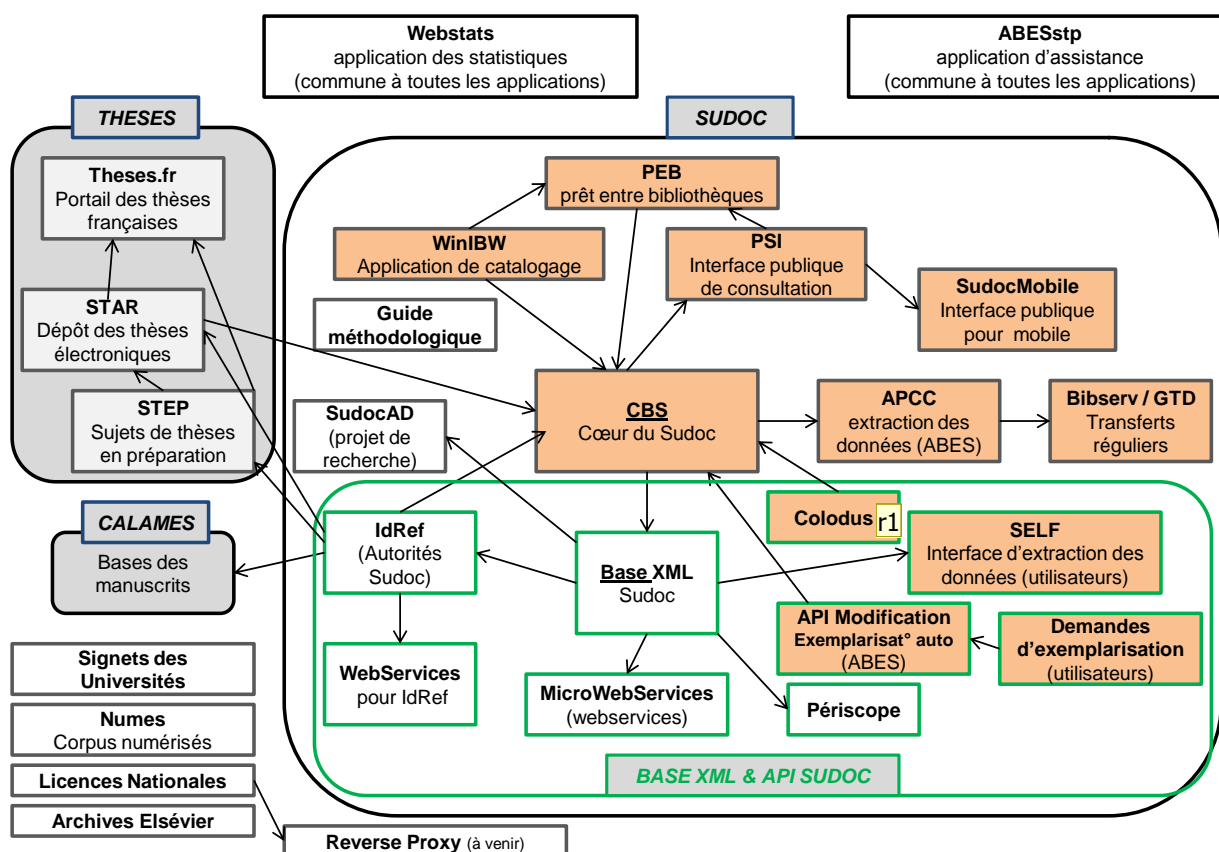 Webstats
application des statistiques
(commune à toutes les applications)
ABESstp
application d'assistance
(commune à toutes les applications)
THESES
SUDOC
Theses.fr
Portail des thèses
françaises
STAR
Dépôt des thèses
électroniques
STEP
Sujets de thèses
en préparation
CALAMES
Bases des
manuscrits
Signets des
Universités
Numes
Corpus numérisés
Licences Nationales
Archives Elsévier
Reverse Proxy (à venir)
PEB
prêt entre bibliothèques
WinIBW
Application de catalogage
PSI
Interface publique
de consultation
SudocMobile
Interface publique
pour mobile
Guide
méthodologique
CBS
Cœur du Sudoc
APCC
extraction des
données (ABES)
Bibserv / GTD
Transferts
réguliers
SudocAD
(projet de
recherche)
Colodus r1
IdRef
(Autorités
Sudoc)
Base XML
Sudoc
SELF
Interface d'extraction des
données (utilisateurs)
API Modification
Exemplarisat° auto
(ABES)
Demandes
d'exemplarisation
(utilisateurs)
WebServices
pour IdRef
MicroWebServices
(webservices)
Périscope
BASE XML & API SUDOC